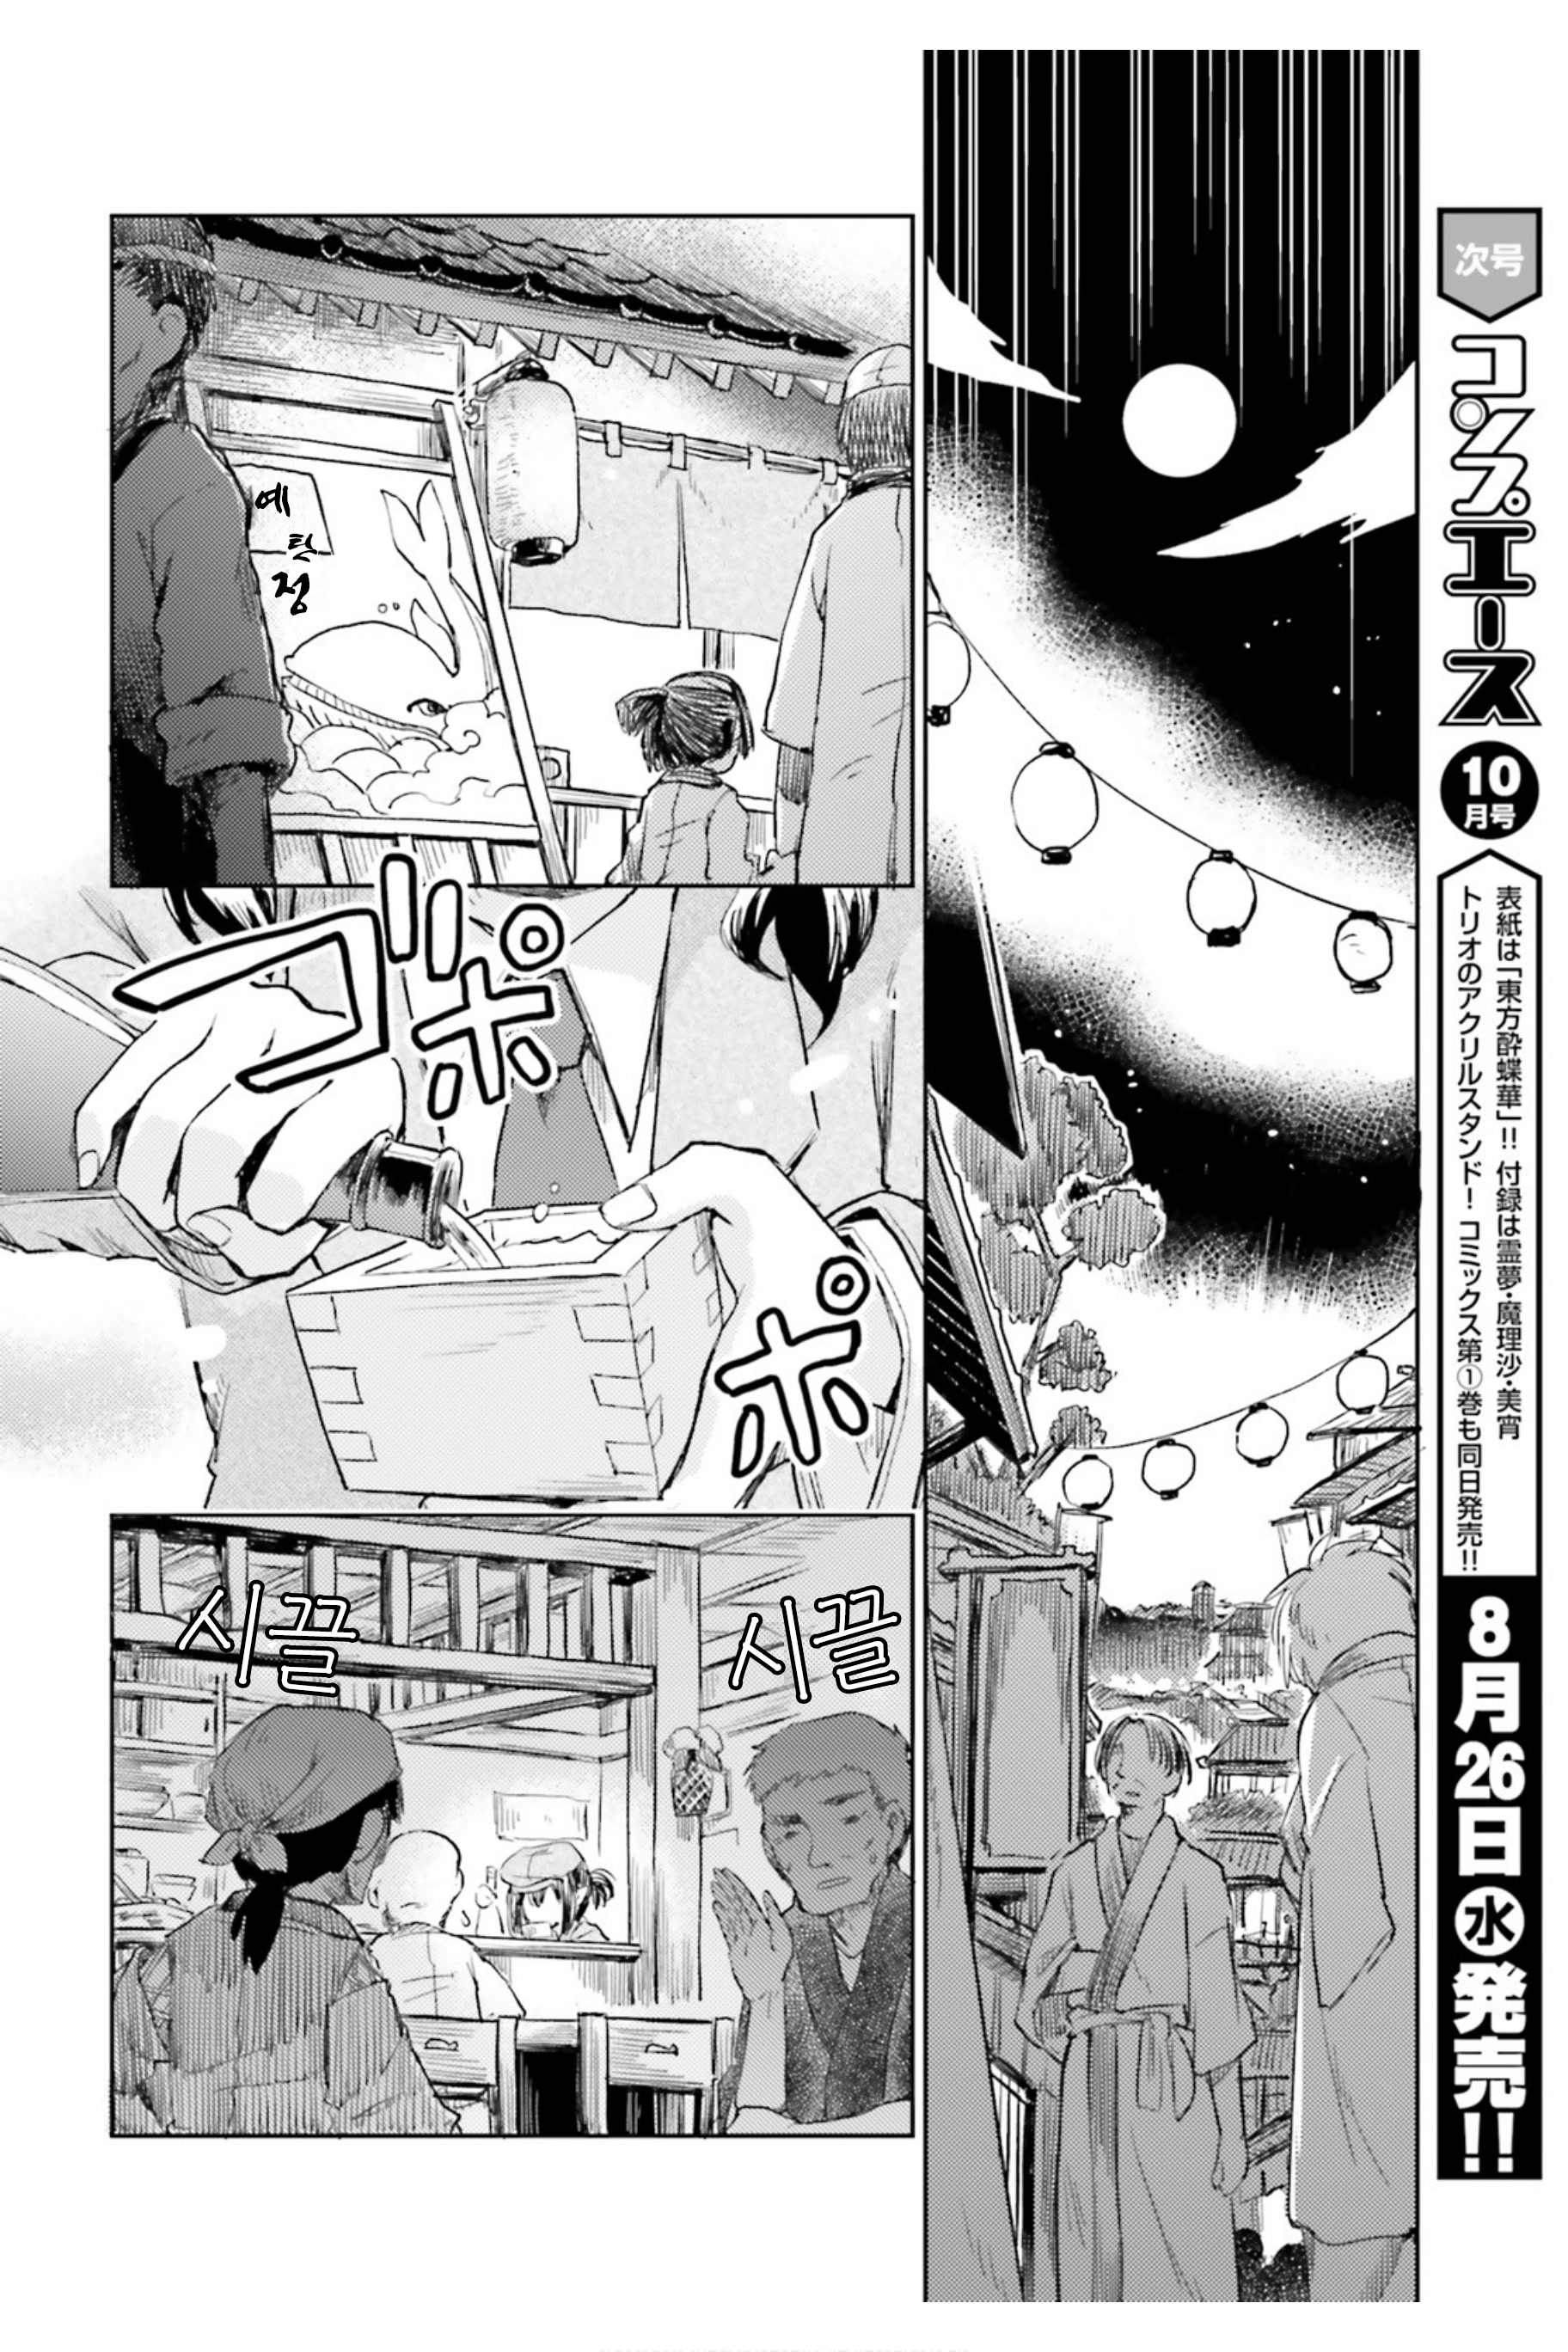 次号
コンプエース
10
月号
表紙は「東方酔蝶華」!! 付録は霊夢・魔理沙・美宵
トリオのアクリルスタンド! コミックス第①巻も同日発売!!
8月26日㊌発売!!
예
틴
정
ゴポ
ポ
시끌
시끌